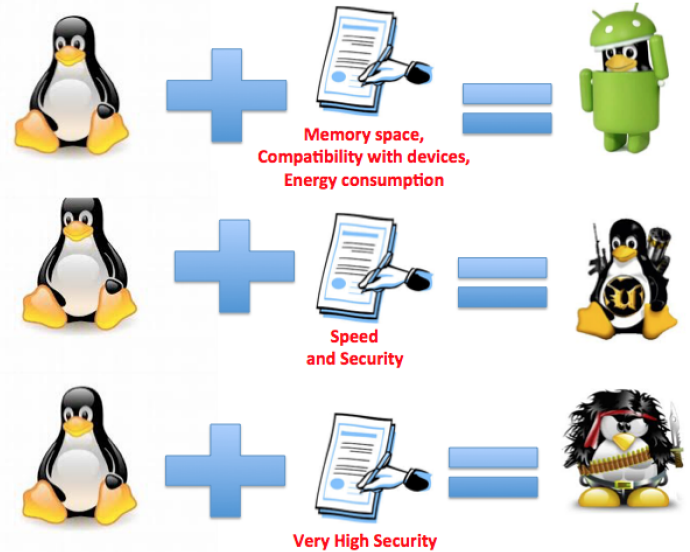 Memory space,
Compatibility with devices,
Energy consumption
Speed
and Security
Very High Security